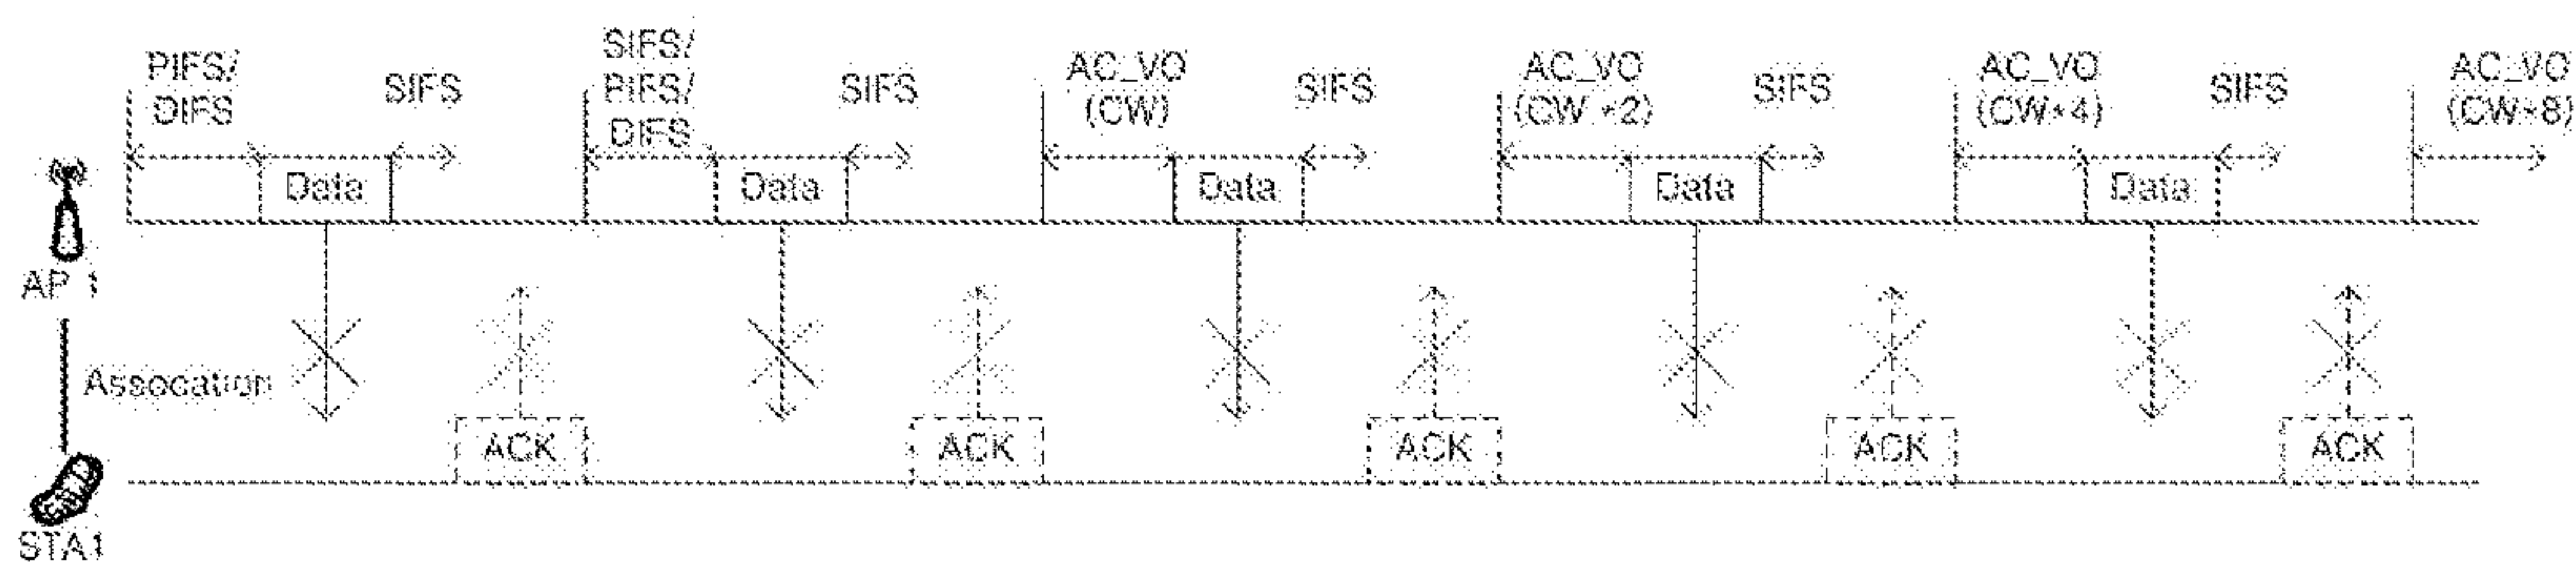 PIFS/
DIFS
SIFS
SIFS/
PIFS/
DIFS
SIFS
AC_VO
(CW)
SIFS
AC_VO
(CW*2)
SIFS
AC_VO
(CW*4)
SIFS
AC_VO
(CW*8)
Data
Data
Data
Data
Data
AP 1
Assocation
ACK
ACK
ACK
ACK
ACK
STA1